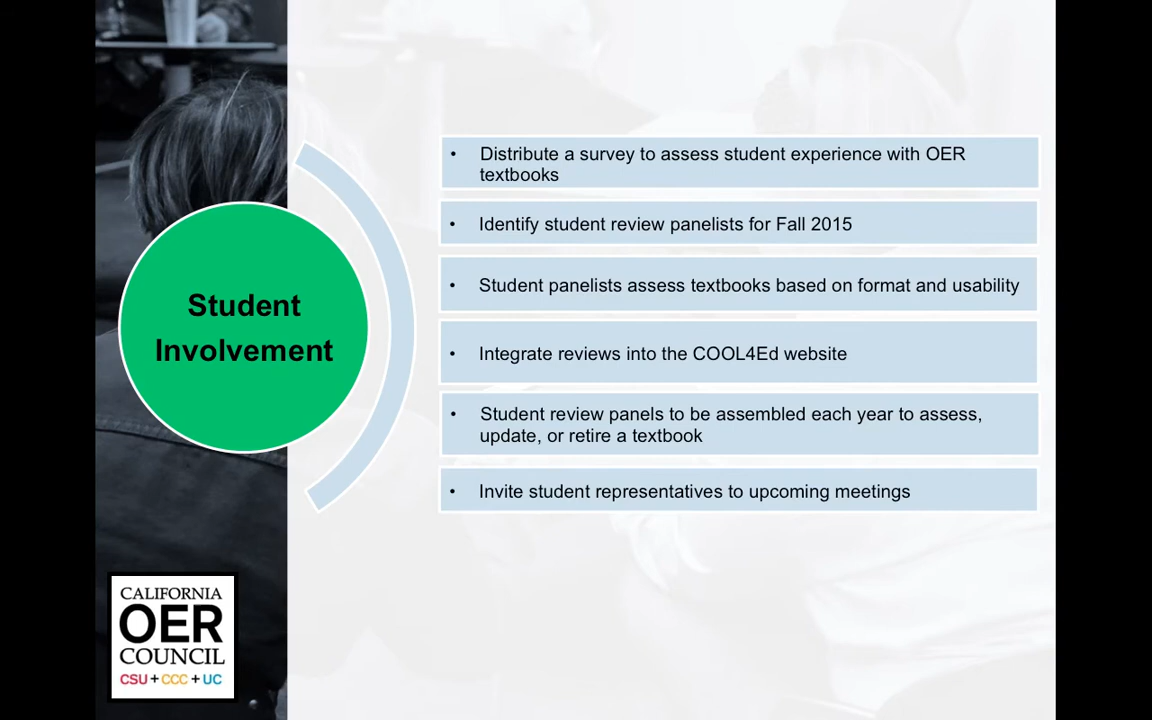 Student
Involvement
• Distribute a survey to assess student experience with OER
textbooks
• Identify student review panelists for Fall 2015
• Student panelists assess textbooks based on format and usability
• Integrate reviews into the COOL4Ed website
• Student review panels to be assembled each year to assess,
update, or retire a textbook
• Invite student representatives to upcoming meetings
CALIFORNIA
OER
COUNCIL
CSU + CCC + UC